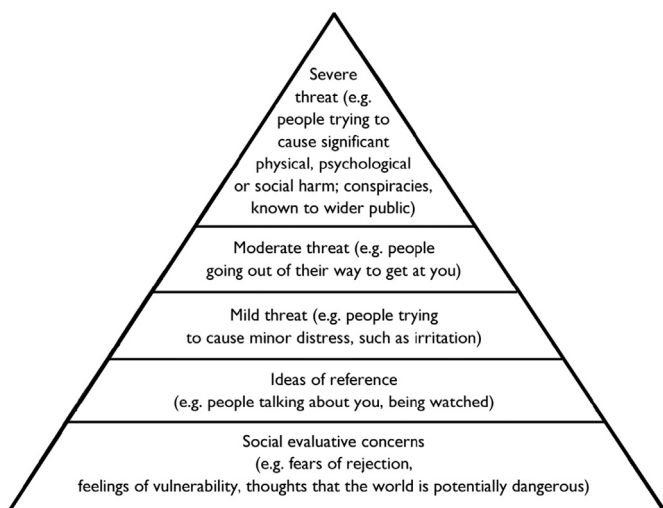 Severe
threat (e.g.
people trying to
cause significant
physical, psychological
or social harm; conspiracies,
known to wider public)
Moderate threat (e.g. people
going out of their way to get at you)
Mild threat (e.g. people trying
to cause minor distress, such as irritation)
Ideas of reference
(e.g. people talking about you, being watched)
Social evaluative concerns
(e.g. fears of rejection,
feelings of vulnerability, thoughts that the world is potentially dangerous)